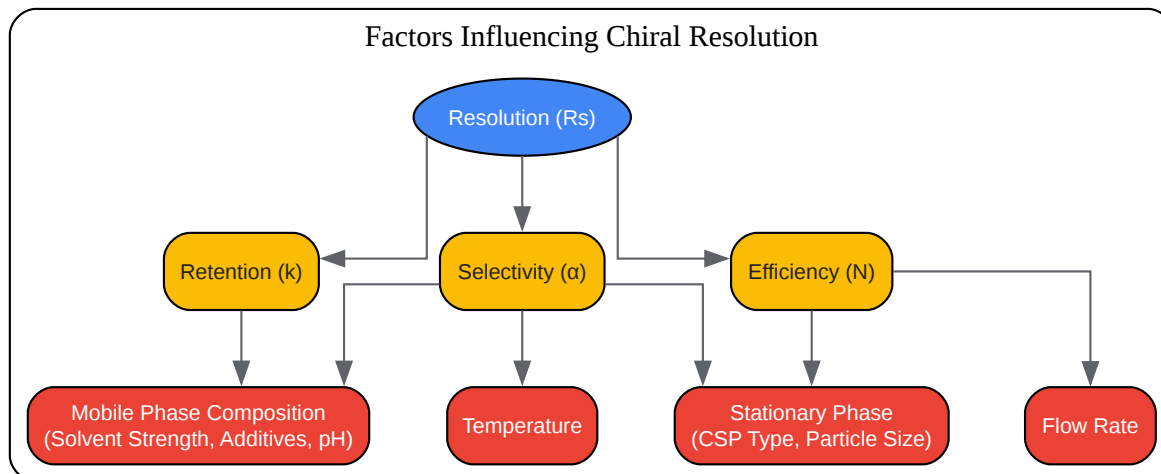 Factors Influencing Chiral Resolution
Resolution (Rs)
Retention (k)
Selectivity (α)
Efficiency (N)
Mobile Phase Composition
(Solvent Strength, Additives, pH)
Temperature
Stationary Phase
(CSP Type, Particle Size)
Flow Rate